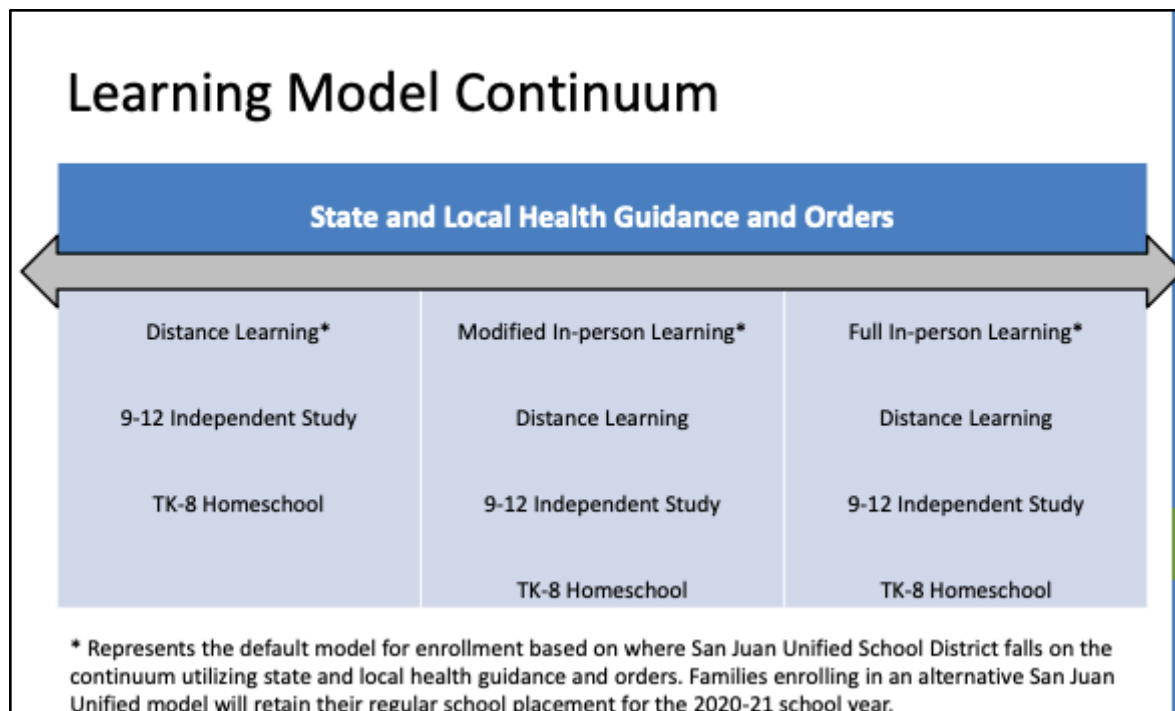 Learning Model Continuum
State and Local Health Guidance and Orders
Distance Learning*
9-12 Independent Study
TK-8 Homeschool
Modified In-person Learning*
Distance Learning
9-12 Independent Study
TK-8 Homeschool
Full In-person Learning*
Distance Learning
9-12 Independent Study
TK-8 Homeschool
* Represents the default model for enrollment based on where San Juan Unified School District falls on the
continuum utilizing state and local health guidance and orders. Families enrolling in an alternative San Juan
Unified model will retain their regular school placement for the 2020-21 school year.